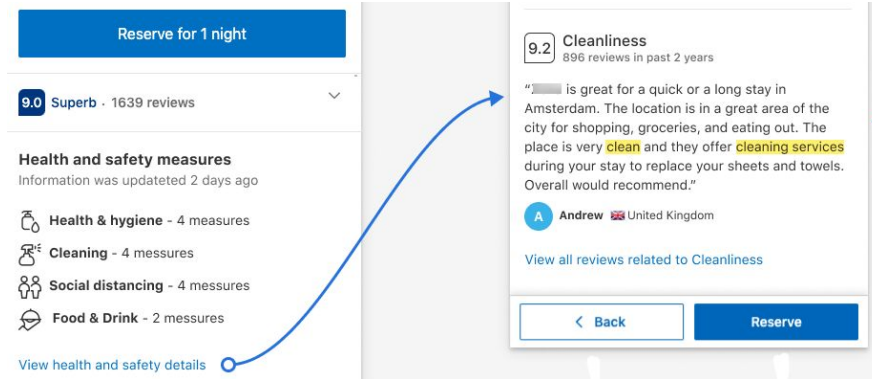 Reserve for 1 night
9.0 Superb · 1639 reviews
Health and safety measures
Information was updateted 2 days ago
Health & hygiene - 4 measures
Cleaning - 4 messures
Social distancing - 4 messures
Food & Drink - 2 messures
View health and safety details
9.2 Cleanliness
896 reviews in past 2 years
“ is great for a quick or a long stay in
Amsterdam. The location is in a great area of the
city for shopping, groceries, and eating out. The
place is very clean and they offer cleaning services
during your stay to replace your sheets and towels.
Overall would recommend.”
A Andrew United Kingdom
View all reviews related to Cleanliness
Back
Reserve